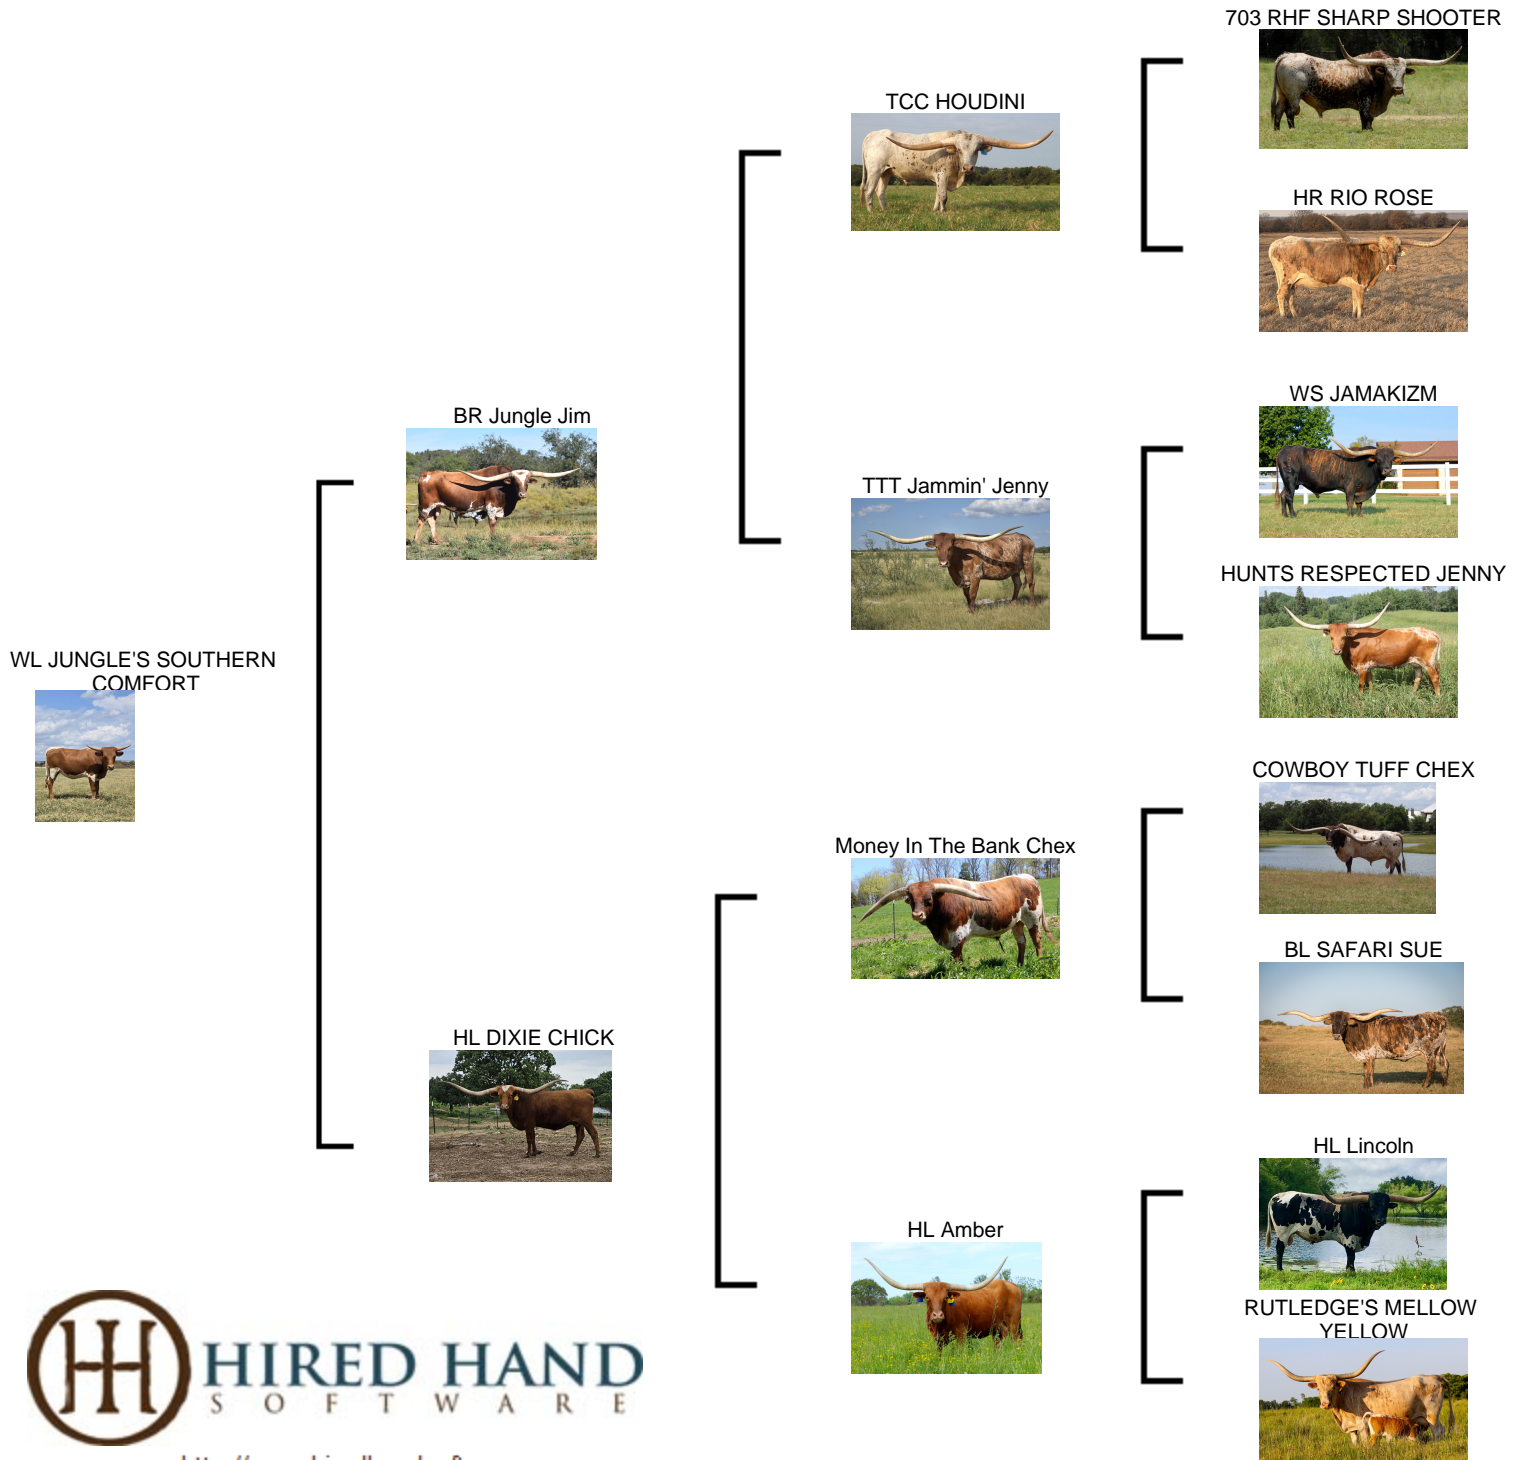 703 RHF SHARP SHOOTER
TCC HOUDINI
HR RIO ROSE
BR Jungle Jim
WS JAMAKIZM
TTT Jammin' Jenny
HUNTS RESPECTED JENNY
WL JUNGLE'S SOUTHERN
COMFORT
COWBOY TUFF CHEX
Money In The Bank Chex
BL SAFARI SUE
HL DIXIE CHICK
HL Lincoln
HL Amber
RUTLEDGE'S MELLOW
YELLOW
HIRED HAND
SOFTWARE